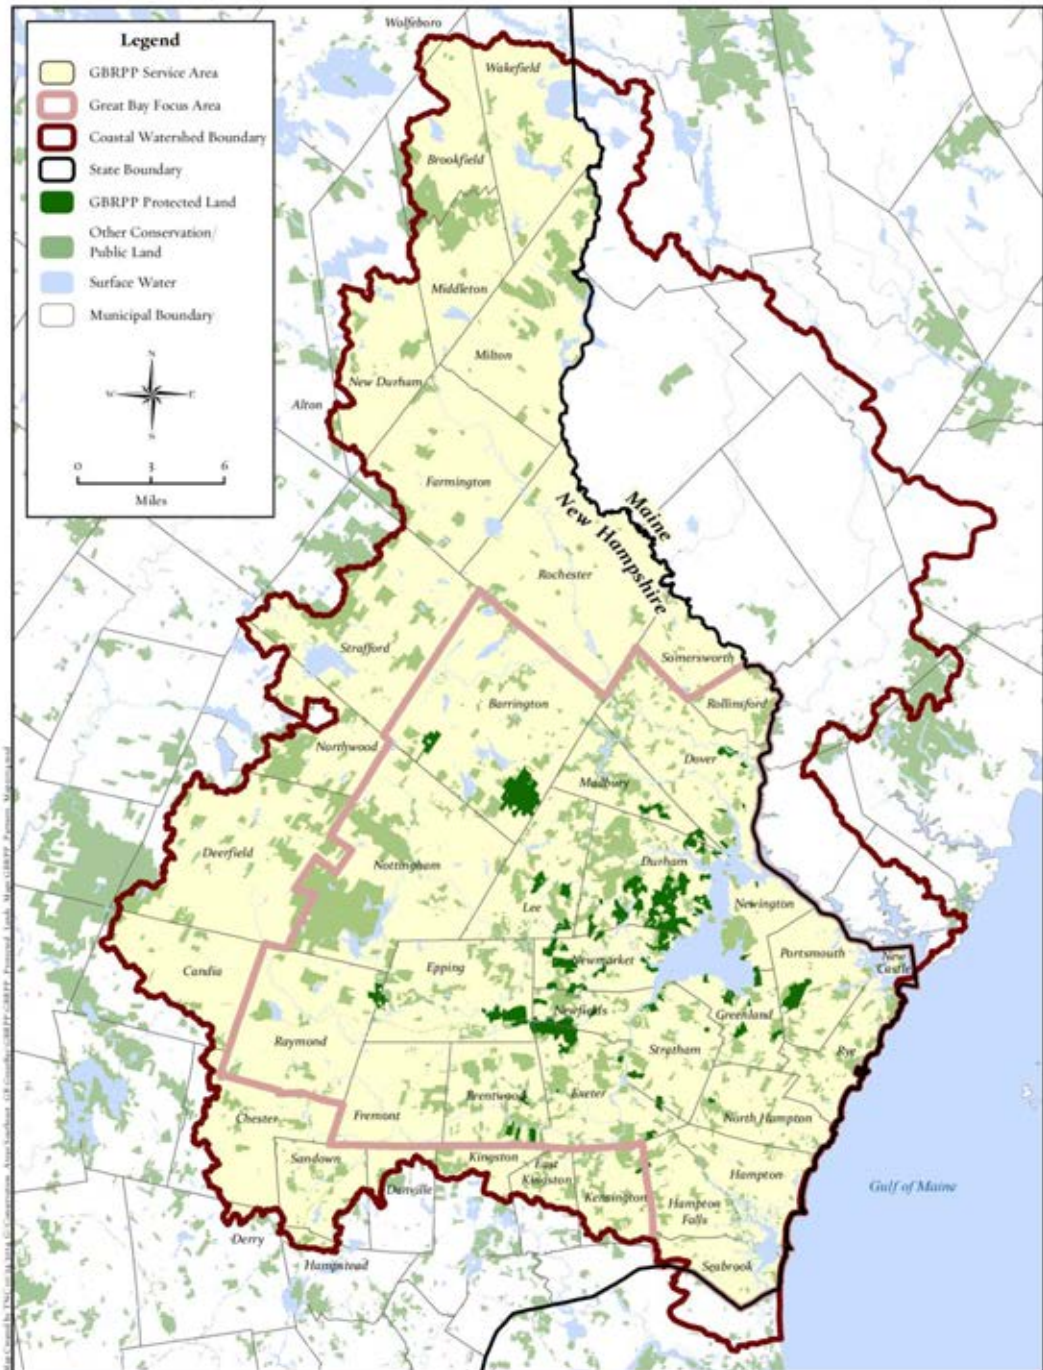 Legend
GBRPP Service Area
Great Bay Focus Area
Coastal Watershed Boundary
State Boundary
GBRPP Protected Land
Other Conservation/
Public Land
Surface Water
Municipal Boundary
N
W
E
S
0 3 6
Miles
Wolfeboro
Wakefield
Brookfield
Middleton
Milton
New Durham
Alton
Farmington
Maine
New Hampshire
Rochester
Strafford
Somersworth
Barrington
Rollinsford
Northwood
Dover
Madbury
Deerfield
Nottingham
Durham
Lee
Newington
Portsmouth
Candia
Epping
Newmarket
New
Castle
Newfields
Greenland
Raymond
Stratham
Rye
Brentwood
Exeter
Chester
Fremont
North Hampton
Sandown
Kingston
East
Kingston
Hampton
Gulf of Maine
Danville
Kensington
Hampton
Falls
Derry
Hampstead
Seabrook